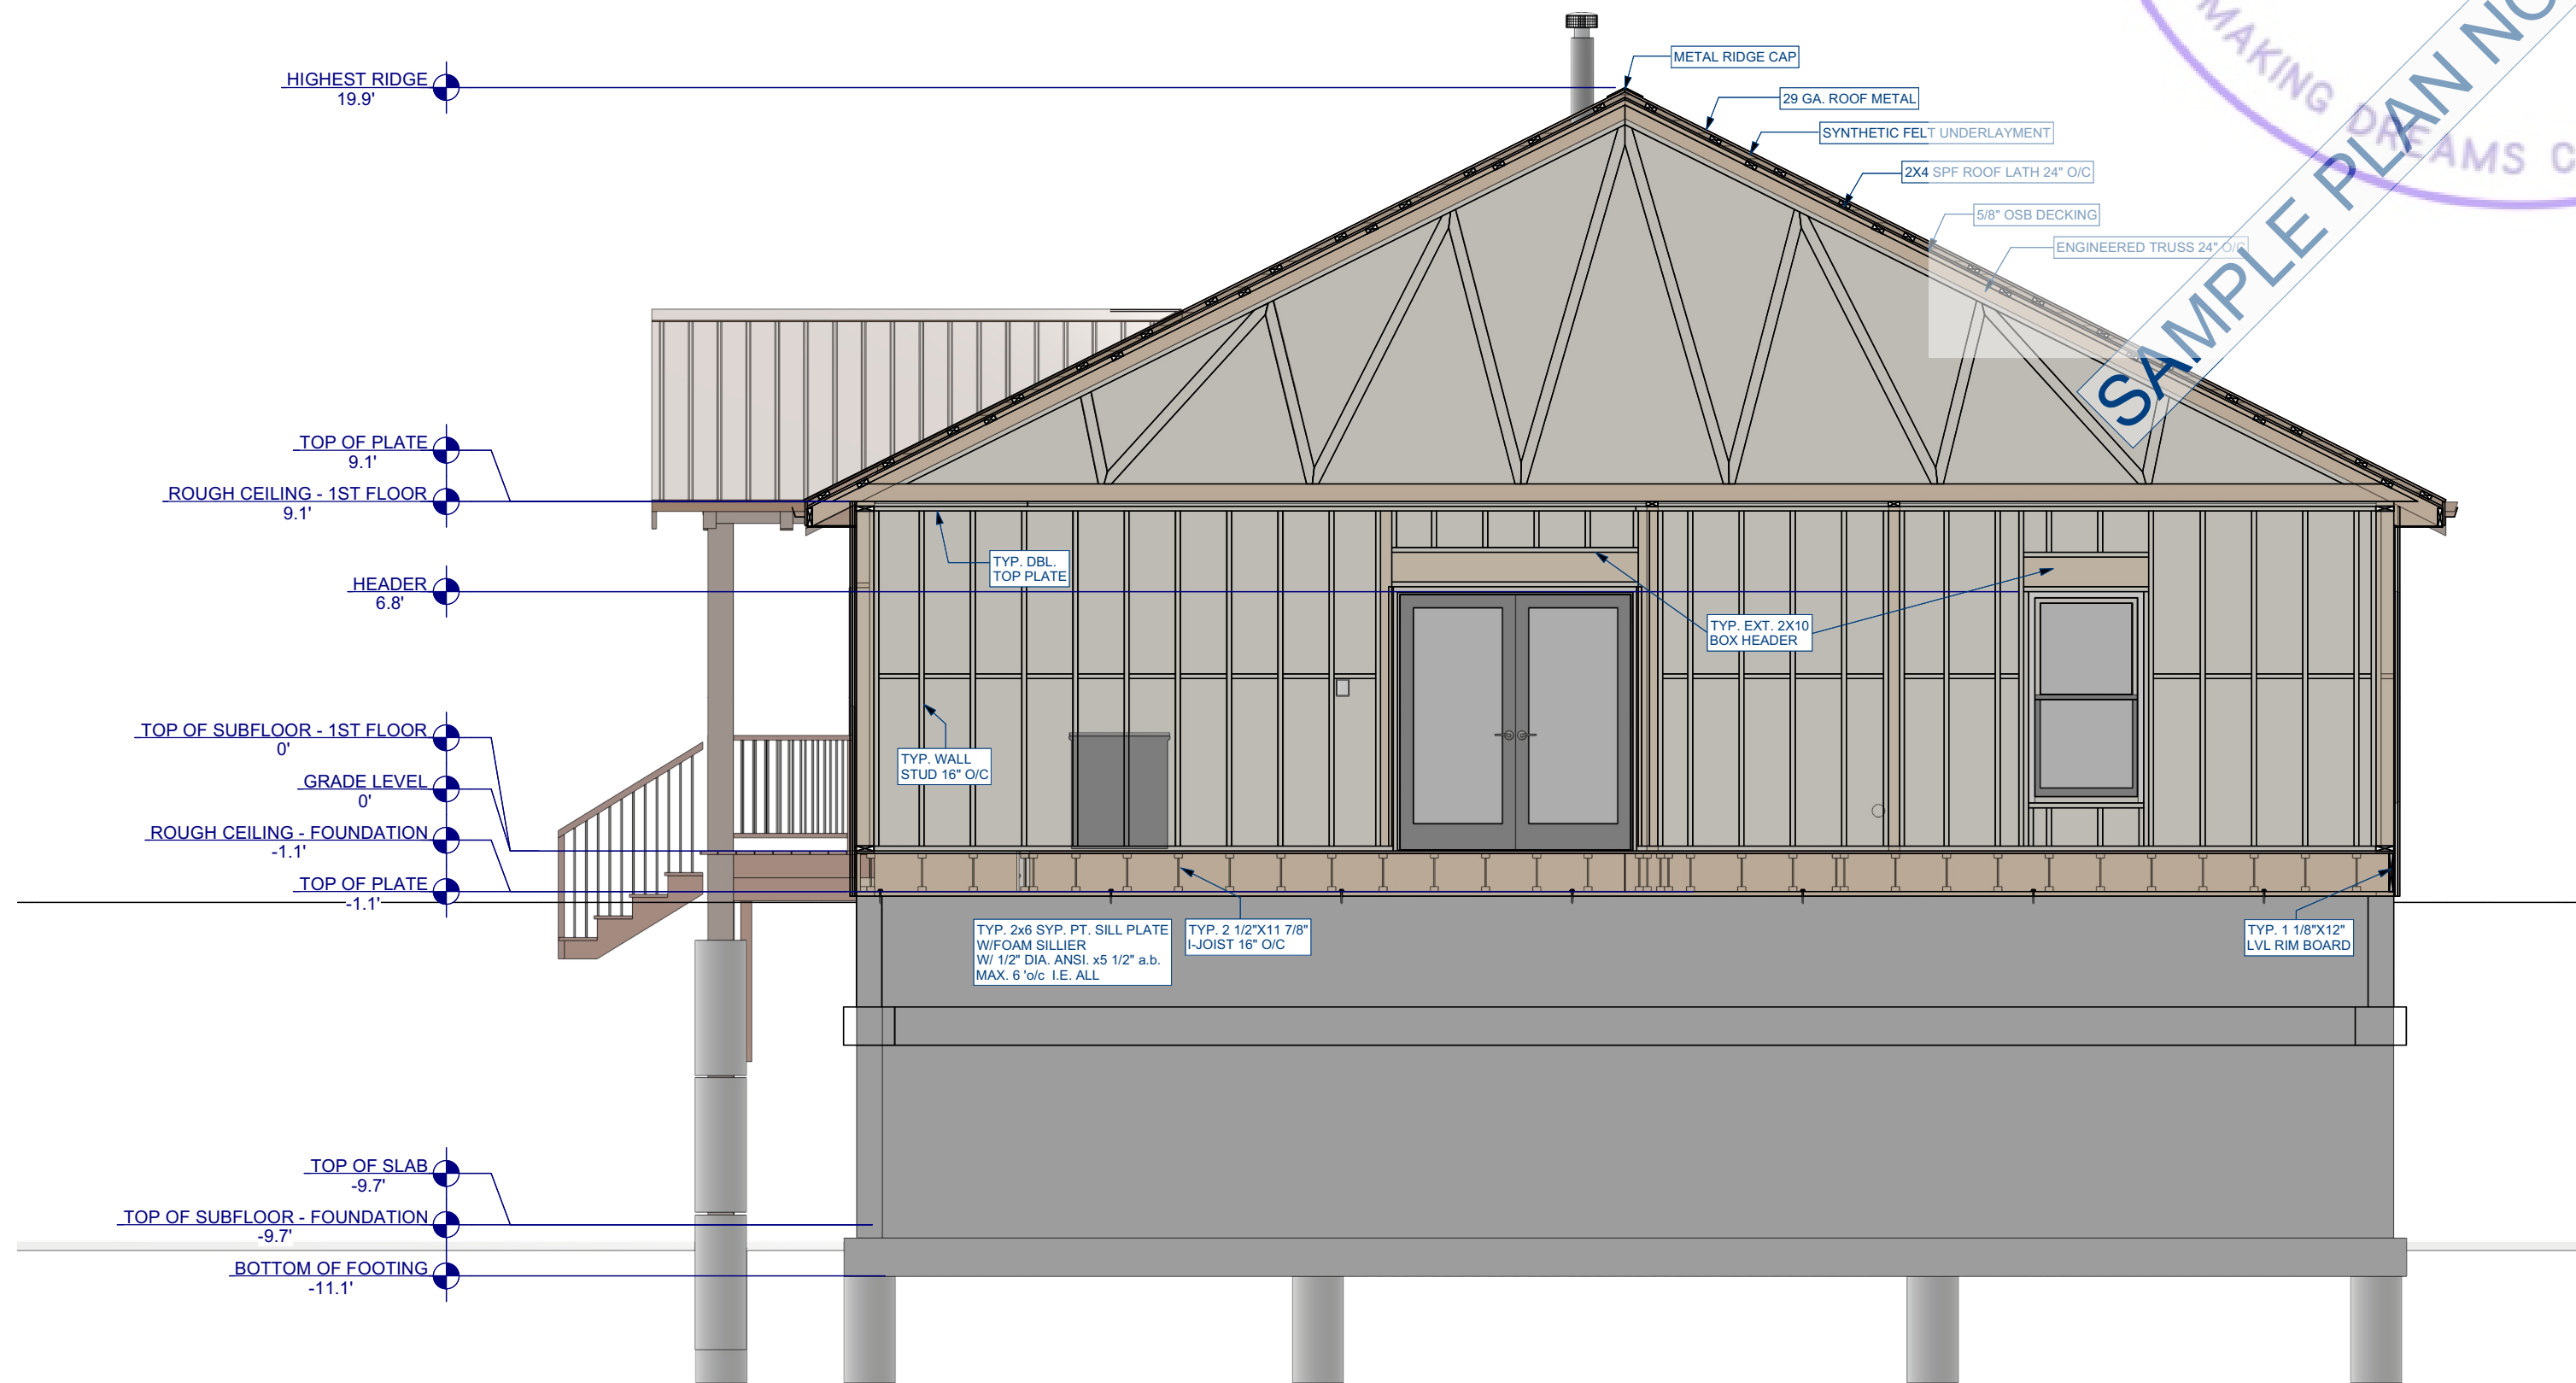 HIGHEST RIDGE
19.9'
METAL RIDGE CAP
29 GA. ROOF METAL
SYNTHETIC FELT UNDERLAYMENT
2X4 SPF ROOF LATH 24" O/C
5/8" OSB DECKING
ENGINEERED TRUSS 24" O/C
MAKING DREAMS C
SAMPLE PLAN NO
TOP OF PLATE
9.1'
ROUGH CEILING - 1ST FLOOR
9.1'
TYP. DBL.
TOP PLATE
HEADER
6.8'
TYP. EXT. 2X10
BOX HEADER
TOP OF SUBFLOOR - 1ST FLOOR
0'
TYP. WALL
STUD 16" O/C
GRADE LEVEL
0'
ROUGH CEILING - FOUNDATION
-1.1'
TOP OF PLATE
-1.1'
TYP. 2x6 SYP. PT. SILL PLATE
W/FOAM SILLIER
W/ 1/2" DIA. ANSI. x5 1/2" a.b.
MAX. 6 'o/c  I.E. ALL
TYP. 2 1/2"X11 7/8"
I-JOIST 16" O/C
TYP. 1 1/8"X12"
LVL RIM BOARD
TOP OF SLAB
-9.7'
TOP OF SUBFLOOR - FOUNDATION
-9.7'
BOTTOM OF FOOTING
-11.1'